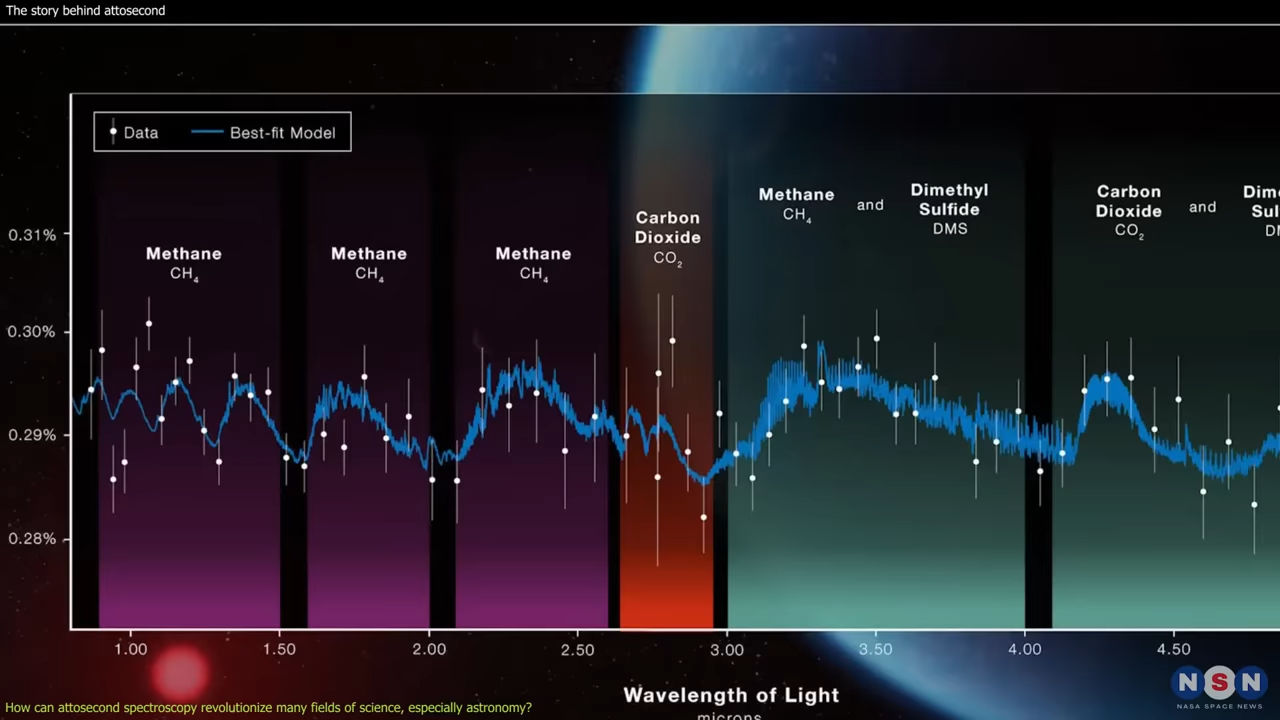 The story behind attosecond
Data
Best-fit Model
Methane
CH4
Methane
CH4
Methane
CH4
Carbon
Dioxide
CO2
Methane
CH4
and
Dimethyl
Sulfide
DMS
Carbon
Dioxide
CO2
and
0.31%
0.30%
0.29%
0.28%
1.00 1.50 2.00 2.50 3.00 3.50 4.00 4.50
Wavelength of Light
microns
How can attosecond spectroscopy revolutionize many fields of science, especially astronomy?
NSN
NASA SPACE NEWS